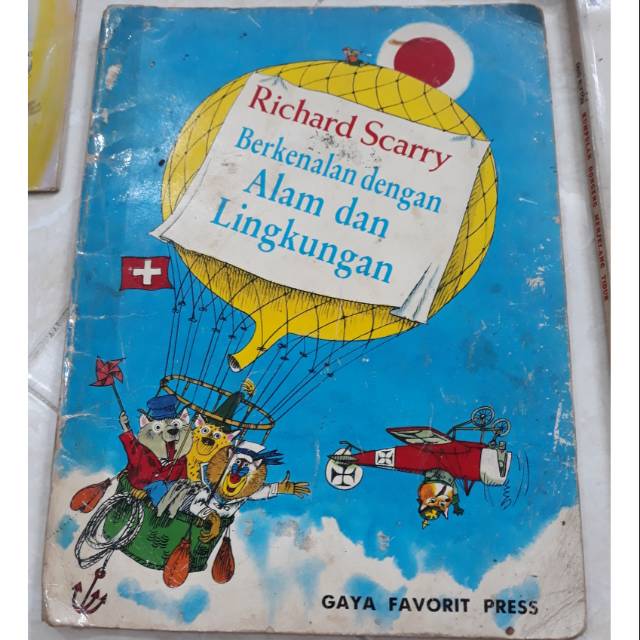 Richard Scarry
Berkenalan dengan
Alam dan
Lingkungan
GAYA FAVORIT PRESS